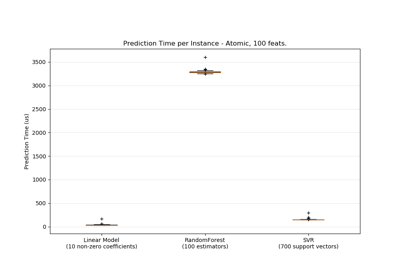 Prediction Time per Instance - Atomic, 100 feats.
3500
3000
2500
2000
1500
1000
500
0
Prediction Time (us)
Linear Model
(10 non-zero coefficients)
RandomForest
(100 estimators)
SVR
(700 support vectors)